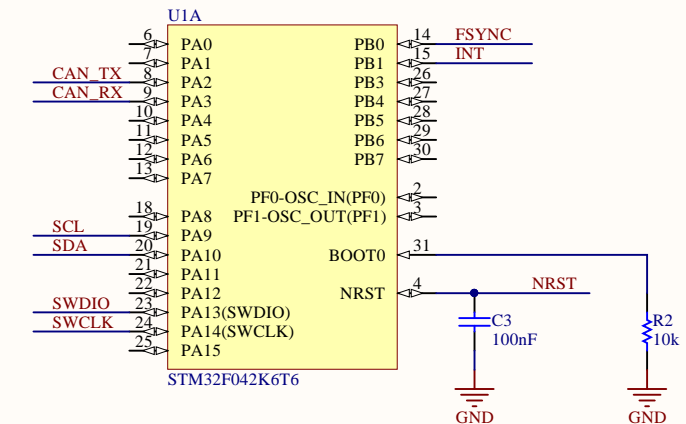 U1A
6 PA0 PB0 14 FSYNC
7 PA1 PB1 15 INT
CAN_TX 8 PA2 PB3 26
CAN_RX 9 PA3 PB4 27
10 PA4 PB5 28
11 PA5 PB6 29
12 PA6 PB7 30
13 PA7
PF0-OSC_IN(PF0) 2
18 PA8 PF1-OSC_OUT(PF1) 3
SCL 19 PA9
SDA 20 PA10 BOOT0 31
21 PA11
22 PA12 NRST 4 NRST
SWDIO 23 PA13(SWDIO)
SWCLK 24 PA14(SWCLK)
25 PA15
C3
100nF
R2
10k
STM32F042K6T6
GND
GND